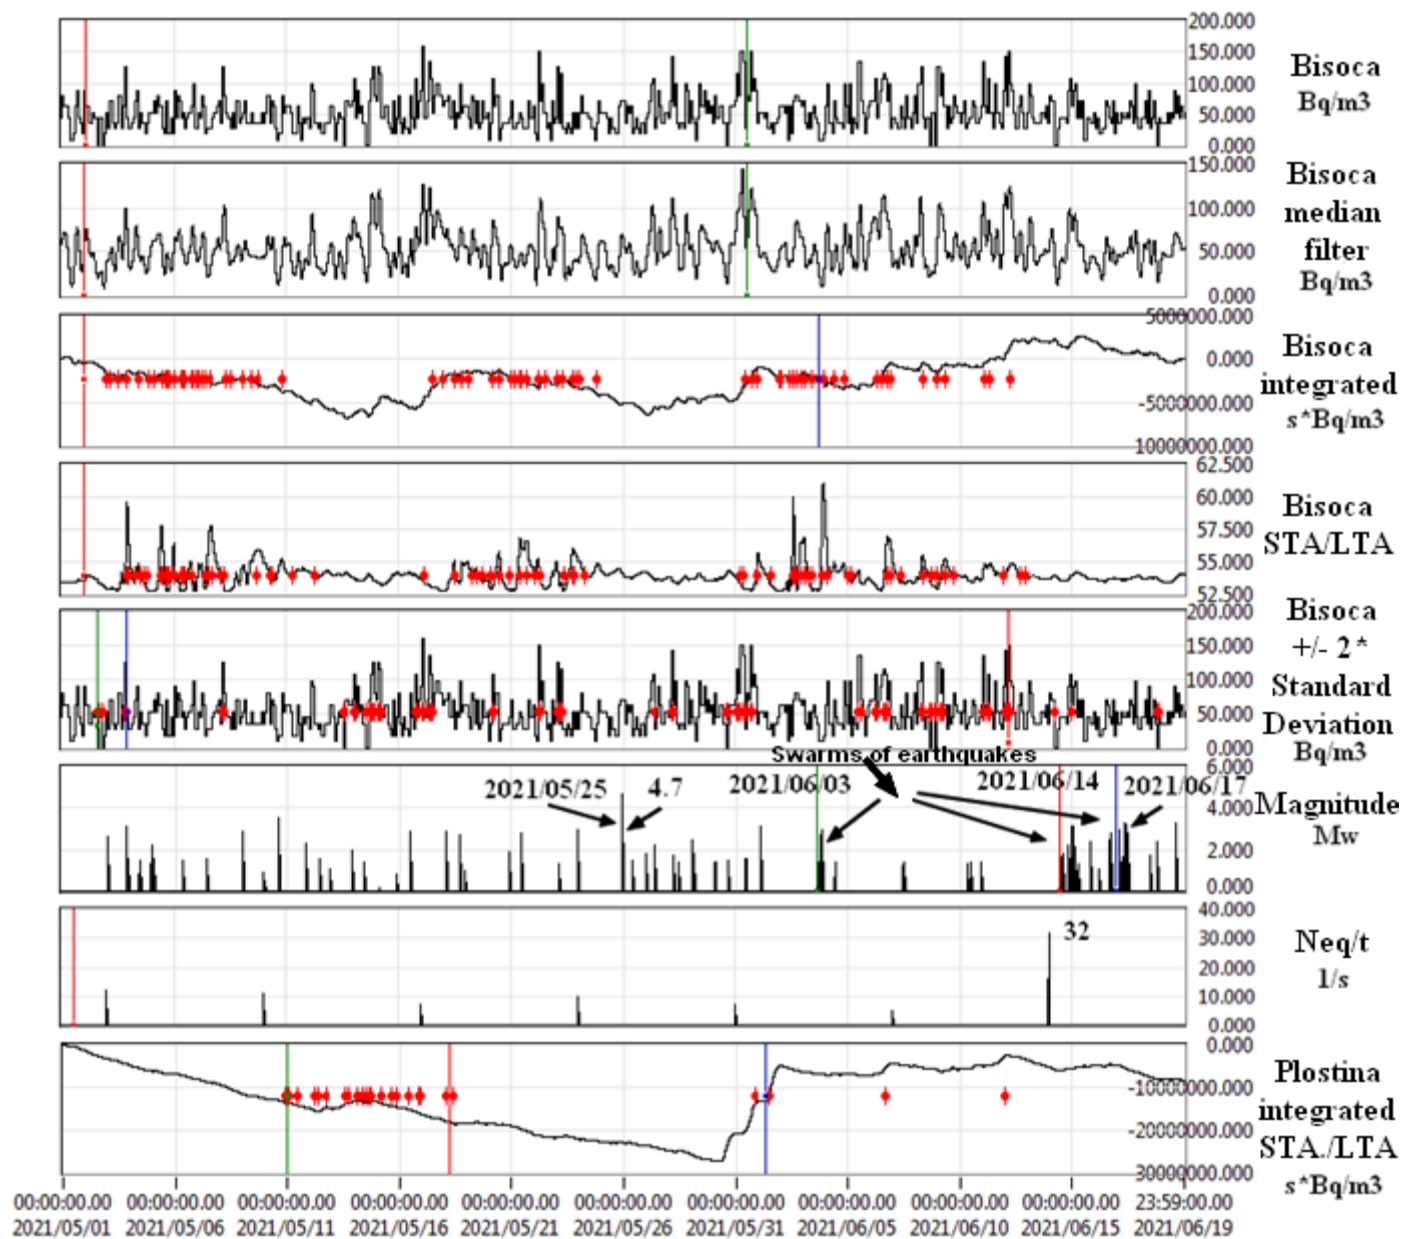 200.000
150.000
100.000
50.000
0.000
Bisoca
Bq/m3
150.000
100.000
50.000
0.000
Bisoca
median
filter
Bq/m3
5000000.000
0.000
-5000000.000
10000000.000
Bisoca
integrated
s*Bq/m3
62.500
60.000
57.500
55.000
52.500
Bisoca
STA/LTA
200.000
150.000
100.000
50.000
0.000
Bisoca
+/- 2 *
Standard
Deviation
Bq/m3
Swarms of earthquakes
2021/05/25
4.7
2021/06/03
2021/06/14
2021/06/17
6.000
4.000
2.000
0.000
Magnitude
Mw
40.000
30.000
20.000
10.000
0.000
32
Neq/t
1/s
0.000
-10000000.000
-20000000.000
30000000.000
Plostina
integrated
STA./LTA
s*Bq/m3
00:00:00.00 00:00:00.00 00:00:00.00 00:00:00.00 00:00:00.00 00:00:00.00 00:00:00.00 00:00:00.00 00:00:00.00 00:00:00.00 23:59:00.00
2021/05/01 2021/05/06 2021/05/11 2021/05/16 2021/05/21 2021/05/26 2021/05/31 2021/06/05 2021/06/10 2021/06/15 2021/06/19